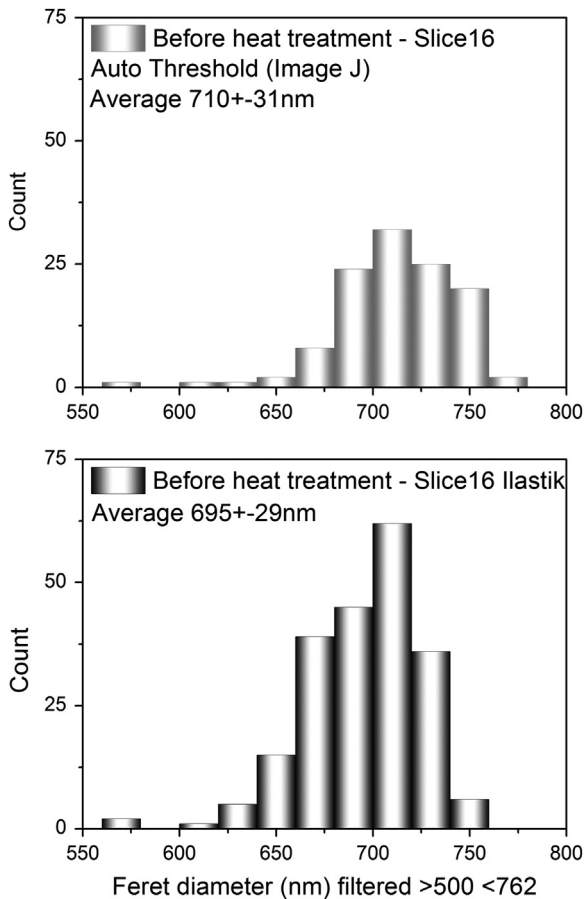 75
Before heat treatment - Slice16
Auto Threshold (Image J)
Average 710+-31nm
50
Count
25
0
550 600 650 700 750 800
75
Before heat treatment - Slice16 Ilastik
Average 695+-29nm
50
Count
25
0
550 600 650 700 750 800
Feret diameter (nm) filtered >500 <762